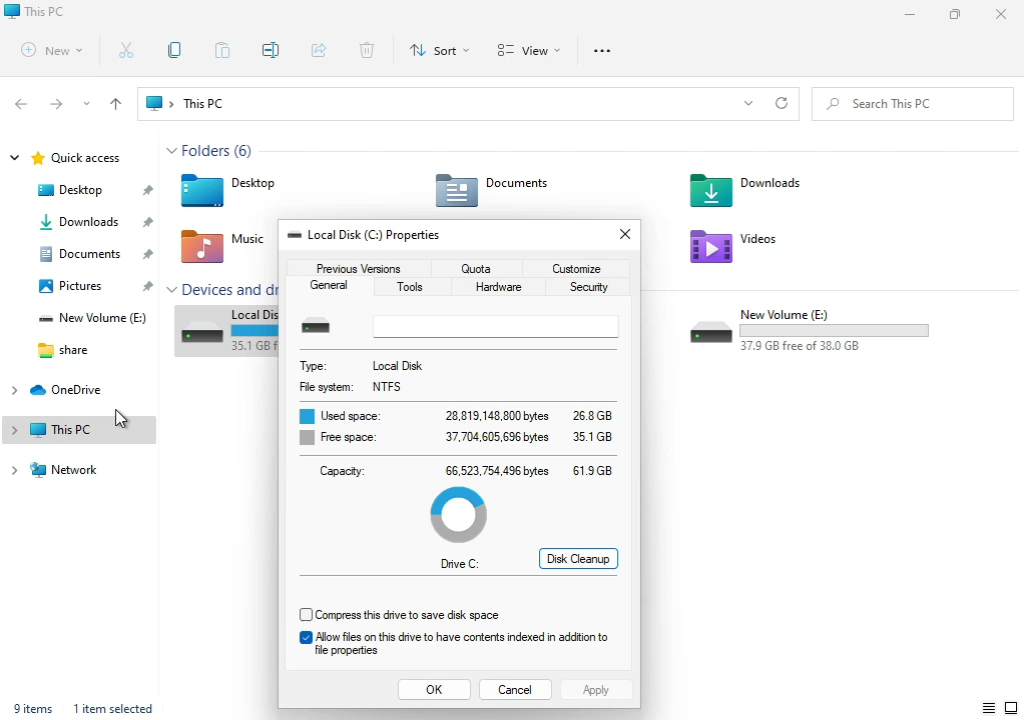 This PC
New
Sort
View
This PC
Search This PC
Quick access
Desktop
Downloads
Documents
Pictures
New Volume (E:)
share
OneDrive
This PC
Network
Folders (6)
Desktop
Documents
Downloads
Music
Videos
Devices and
Local
35.1 GB
New Volume (E:)
37.9 GB free of 38.0 GB
Local Disk (C:) Properties
Previous Versions
Quota
Customize
General
Tools
Hardware
Security
Type: Local Disk
File system: NTFS
Used space: 28,819,148,800 bytes 26.8 GB
Free space: 37,704,605,696 bytes 35.1 GB
Capacity: 66,523,754,496 bytes 61.9 GB
Drive C:
Disk Cleanup
Compress this drive to save disk space
Allow files on this drive to have contents indexed in addition to
file properties
OK
Cancel
Apply
9 items
1 item selected